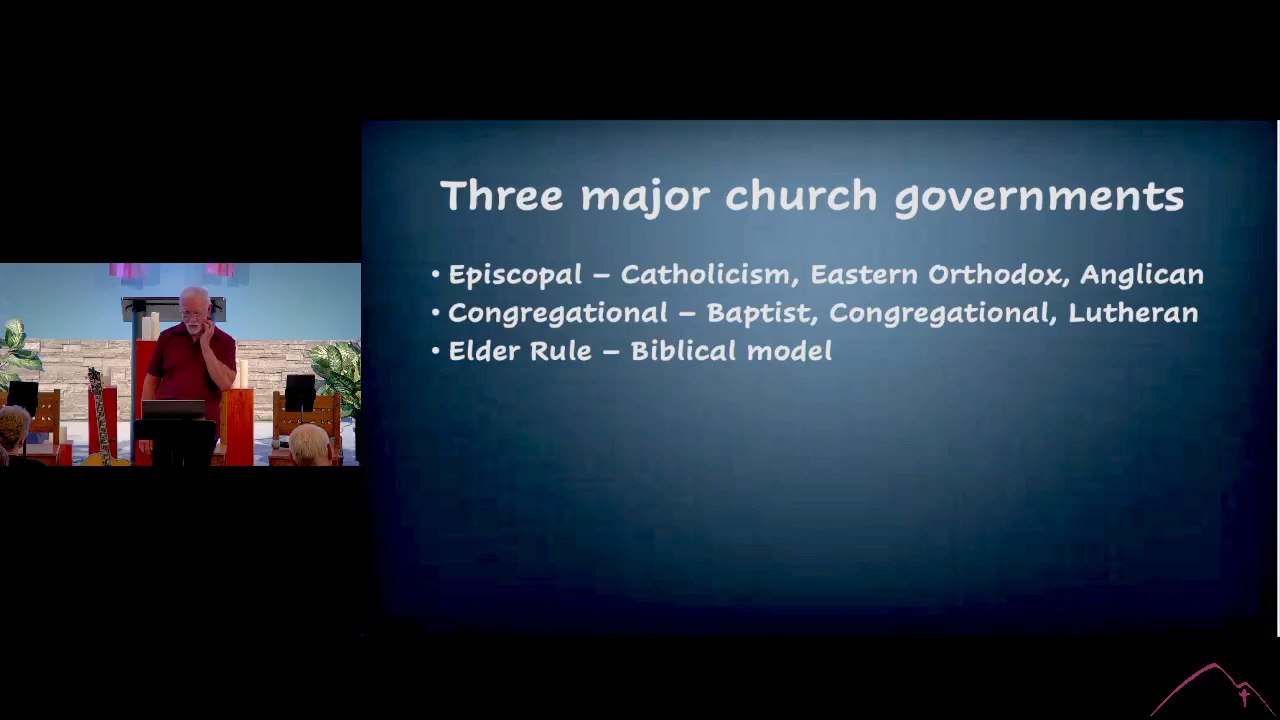 Three major church governments
• Episcopal – Catholicism, Eastern Orthodox, Anglican
• Congregational – Baptist, Congregational, Lutheran
• Elder Rule – Biblical model